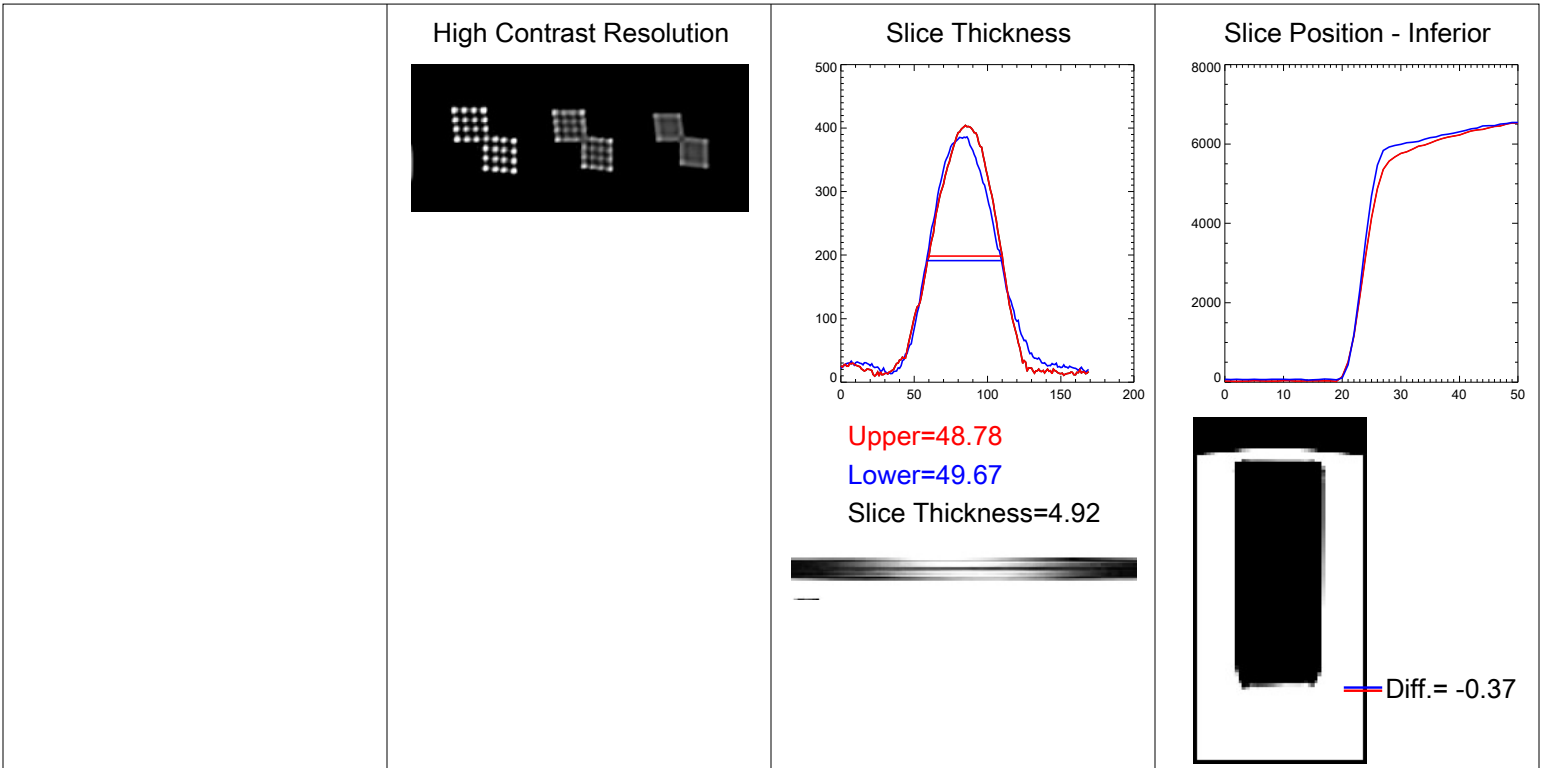 High Contrast Resolution
Slice Thickness
500
400
300
200
100
0
0 50 100 150 200
Upper=48.78
Lower=49.67
Slice Thickness=4.92
Slice Position - Inferior
8000
6000
4000
2000
0
0 10 20 30 40 50
Diff.= -0.37